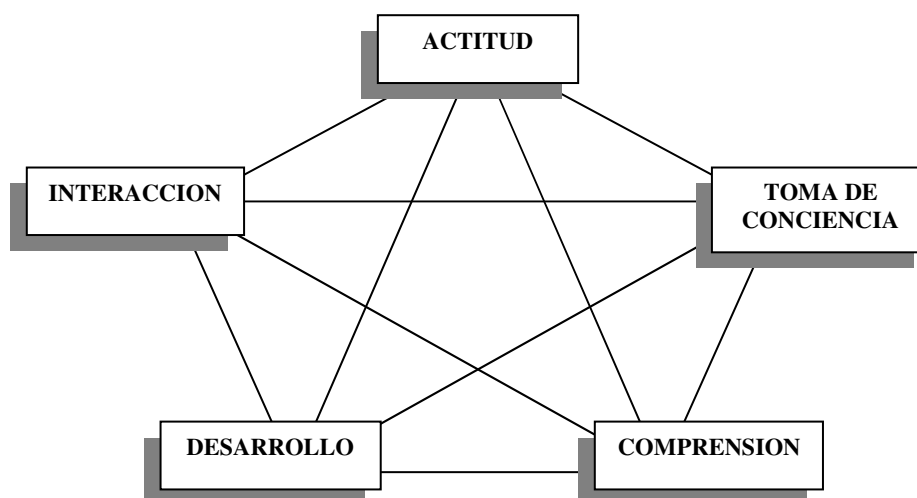 ACTITUD
INTERACCION
TOMA DE
CONCIENCIA
DESARROLLO
COMPRENSION